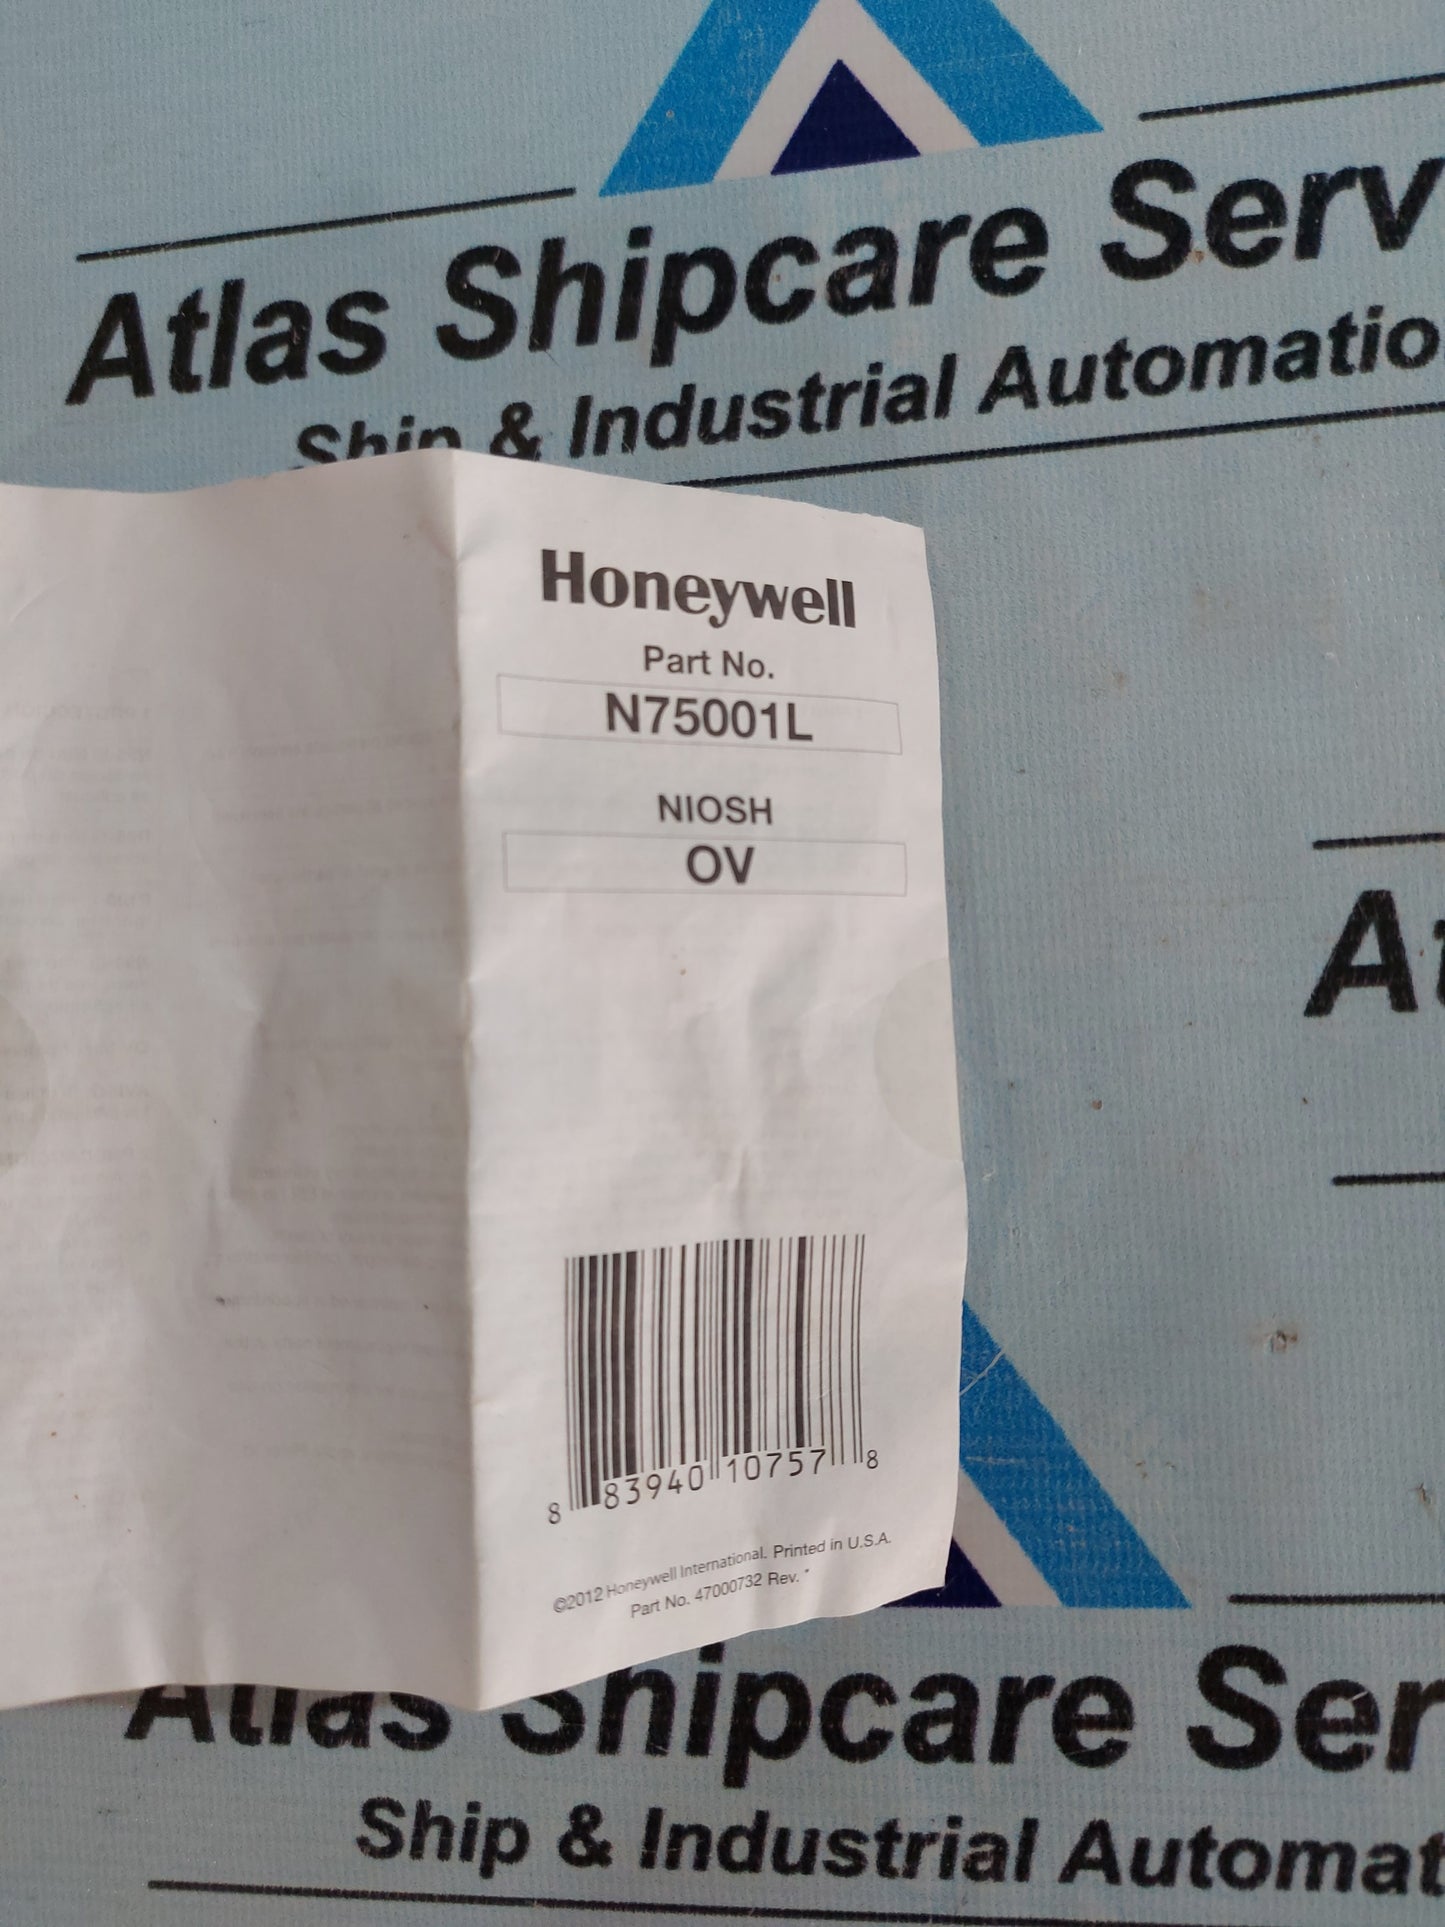 Atlas Shipcare Serv
Ship & Industrial Automatio
Honeywell
Part No.
N75001L
NIOSH
OV
8 83940 10757 8
©2012 Honeywell International. Printed in U.S.A.
Part No. 47000732 Rev. *
At
Atlas Shipcare Ser
Ship & Industrial Automat